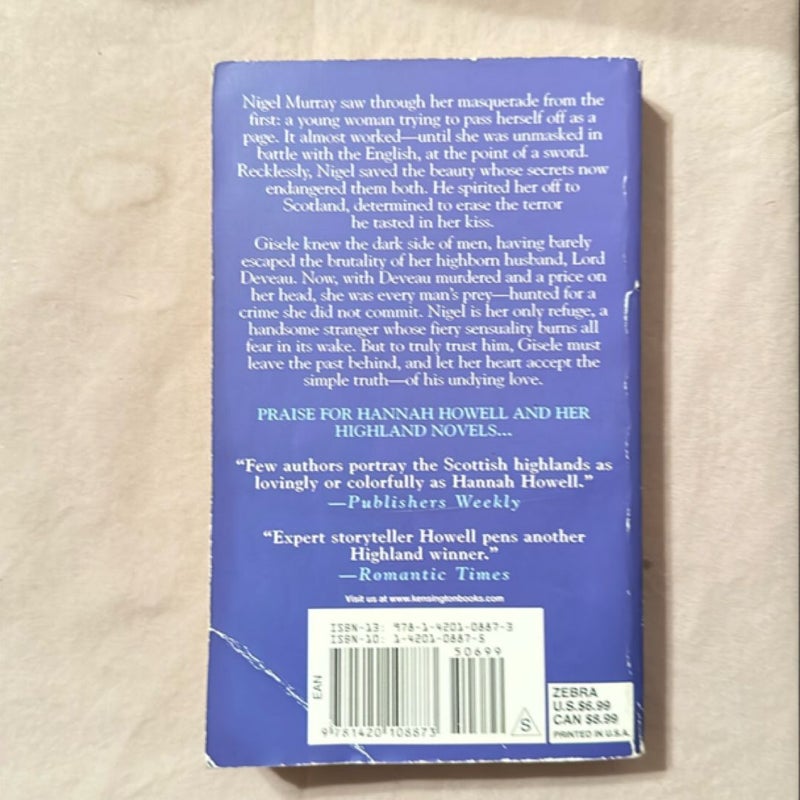 Nigel Murray saw through her masquerade from the
first: a young woman trying to pass herself off as a
page. It almost worked—until she was unmasked in
battle with the English, at the point of a sword.
Recklessly, Nigel saved the beauty whose secrets now
endangered them both. He spirited her off to
Scotland, determined to erase the terror
he tasted in her kiss.
Gisele knew the dark side of men, having barely
escaped the brutality of her highborn husband, Lord
Deveau. Now, with Deveau murdered and a price on
her head, she was every man's prey—hunted for a
crime she did not commit. Nigel is her only refuge, a
handsome stranger whose fiery sensuality burns all
fear in its wake. But to truly trust him, Gisele must
leave the past behind, and let her heart accept the
simple truth—of his undying love.
PRAISE FOR HANNAH HOWELL AND HER
HIGHLAND NOVELS...
"Few authors portray the Scottish highlands as
lovingly or colorfully as Hannah Howell."
—Publishers Weekly
"Expert storyteller Howell pens another
Highland winner."
—Romantic Times
Visit us at www.kensingtonbooks.com
ISBN-13: 978-1-4201-0887-3
ISBN-10: 1-4201-0887-5
50699
EAN
9781420108873
S
ZEBRA
U.S.$6.99
CAN $8.99
PRINTED IN U.S.A.